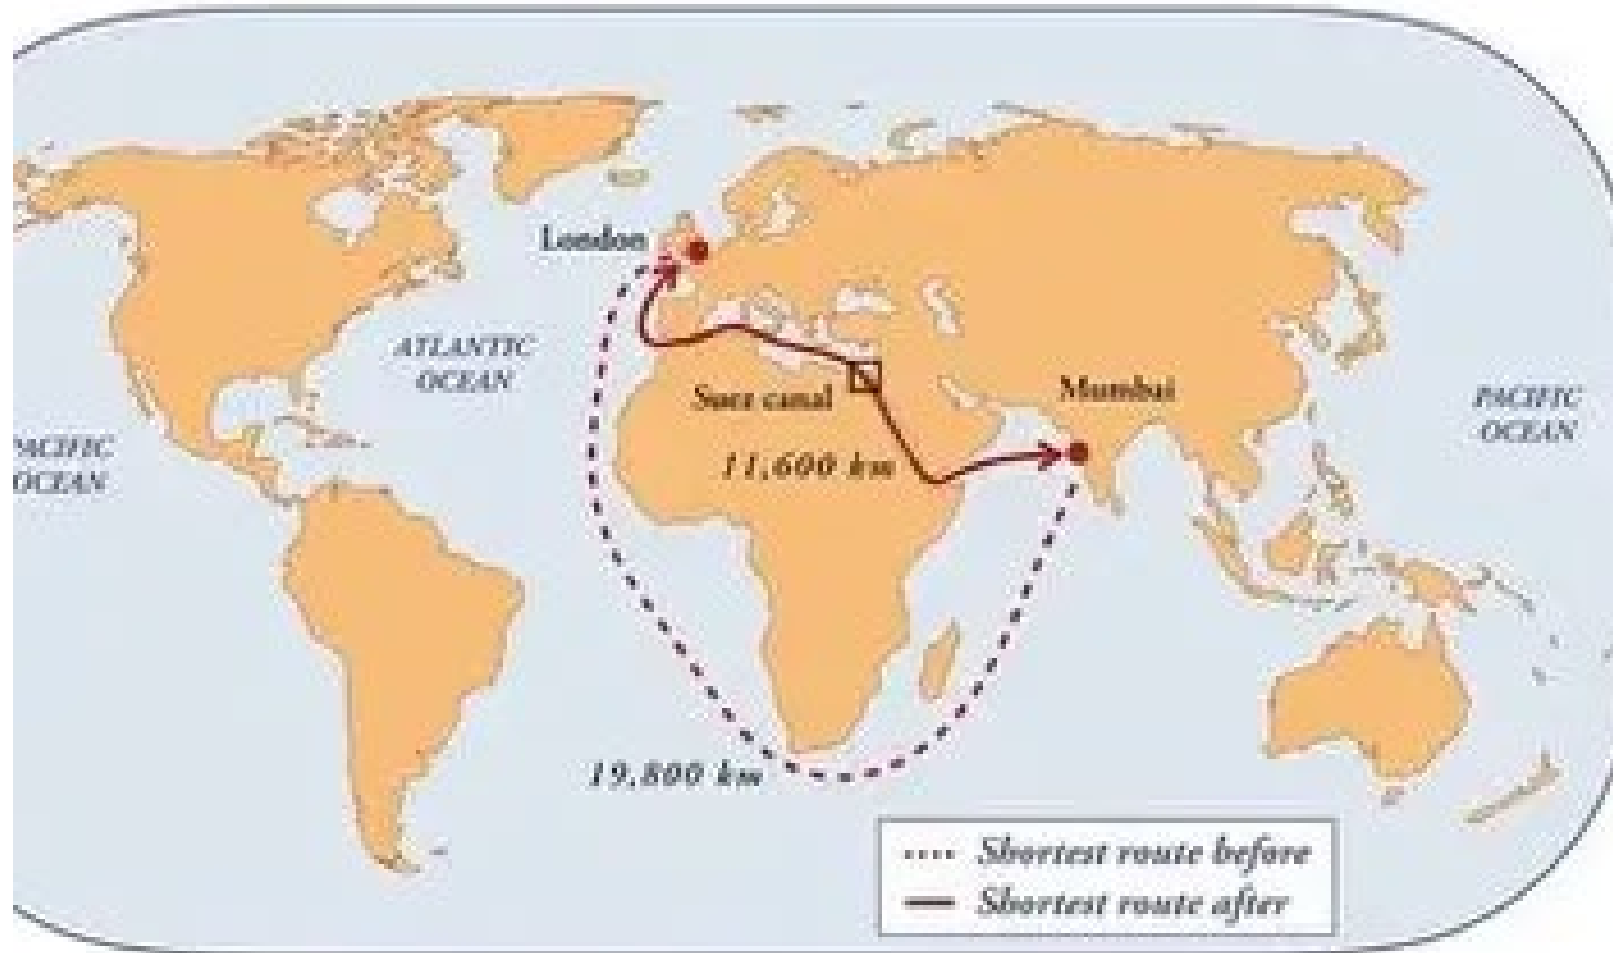 London
ATLANTIC
OCEAN
Suez canal
Mumbai
PACIFIC
OCEAN
PACIFIC
OCEAN
11,600 km
19,800 km
Shortest route before
Shortest route after